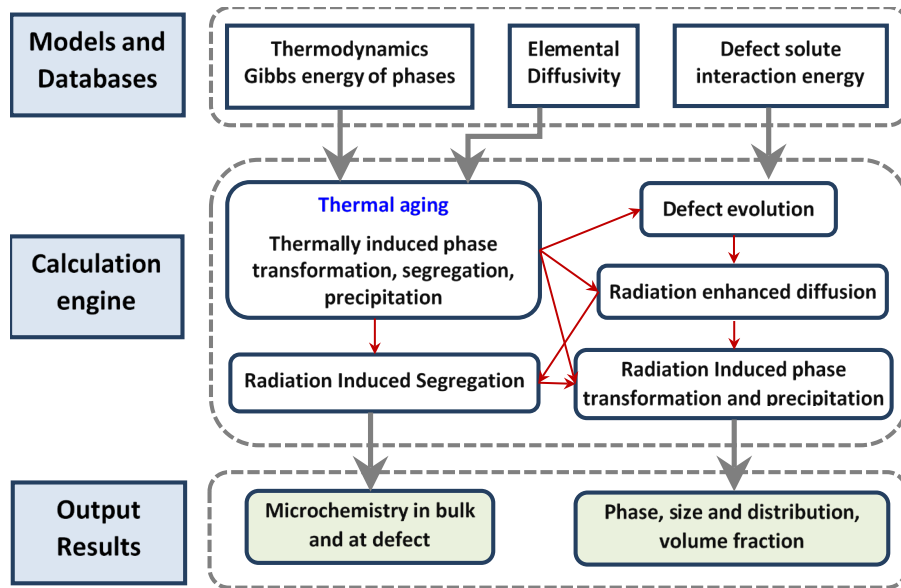 Models and
Databases
Thermodynamics
Gibbs energy of phases
Elemental
Diffusivity
Defect solute
interaction energy
Calculation
engine
Thermal aging
Thermally induced phase
transformation, segregation,
precipitation
Defect evolution
Radiation enhanced diffusion
Radiation Induced Segregation
Radiation Induced phase
transformation and precipitation
Output
Results
Microchemistry in bulk
and at defect
Phase, size and distribution,
volume fraction